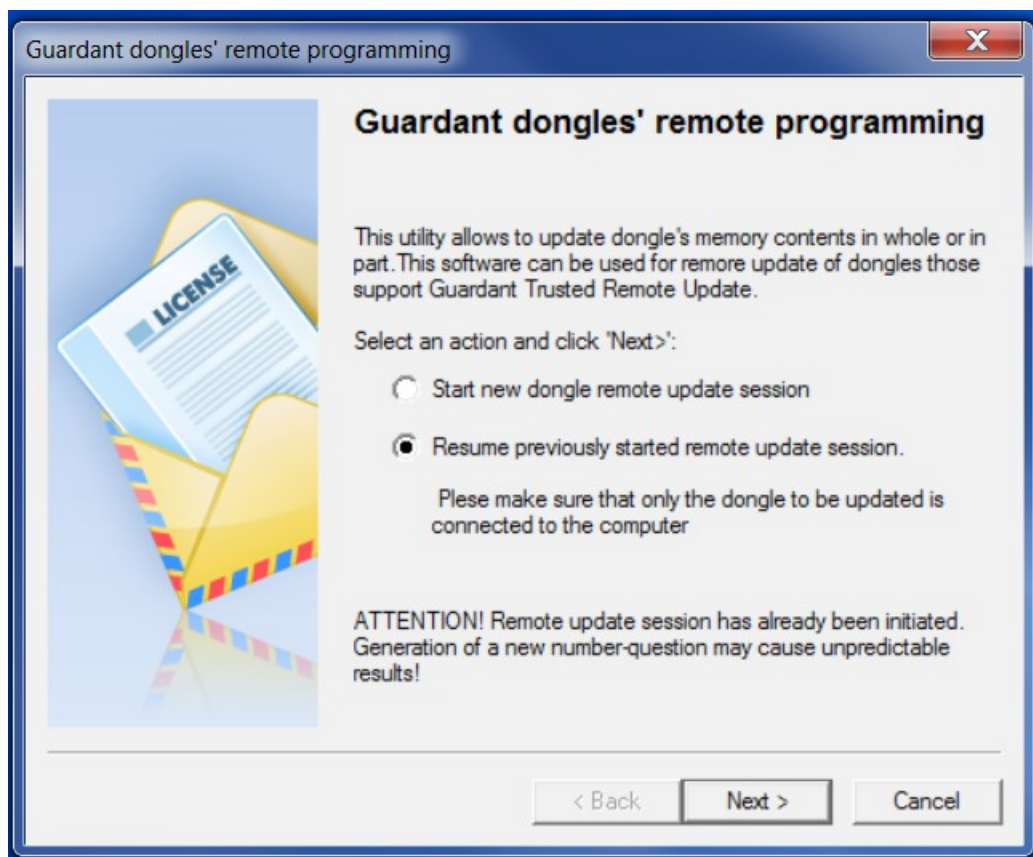 Guardant dongles' remote programming
Guardant dongles' remote programming
LICENSE
This utility allows to update dongle's memory contents in whole or in
part.This software can be used for remore update of dongles those
support Guardant Trusted Remote Update.
Select an action and click 'Next>':
Start new dongle remote update session
Resume previously started remote update session.
Plese make sure that only the dongle to be updated is
connected to the computer
ATTENTION! Remote update session has already been initiated.
Generation of a new number-question may cause unpredictable
results!
< Back
Next >
Cancel